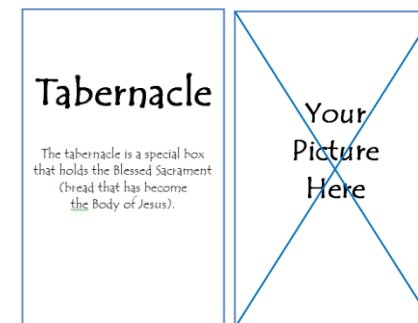 Tabernacle
The tabernacle is a special box
that holds the Blessed Sacrament
(bread that has become
the Body of Jesus).
Your
Picture
Here